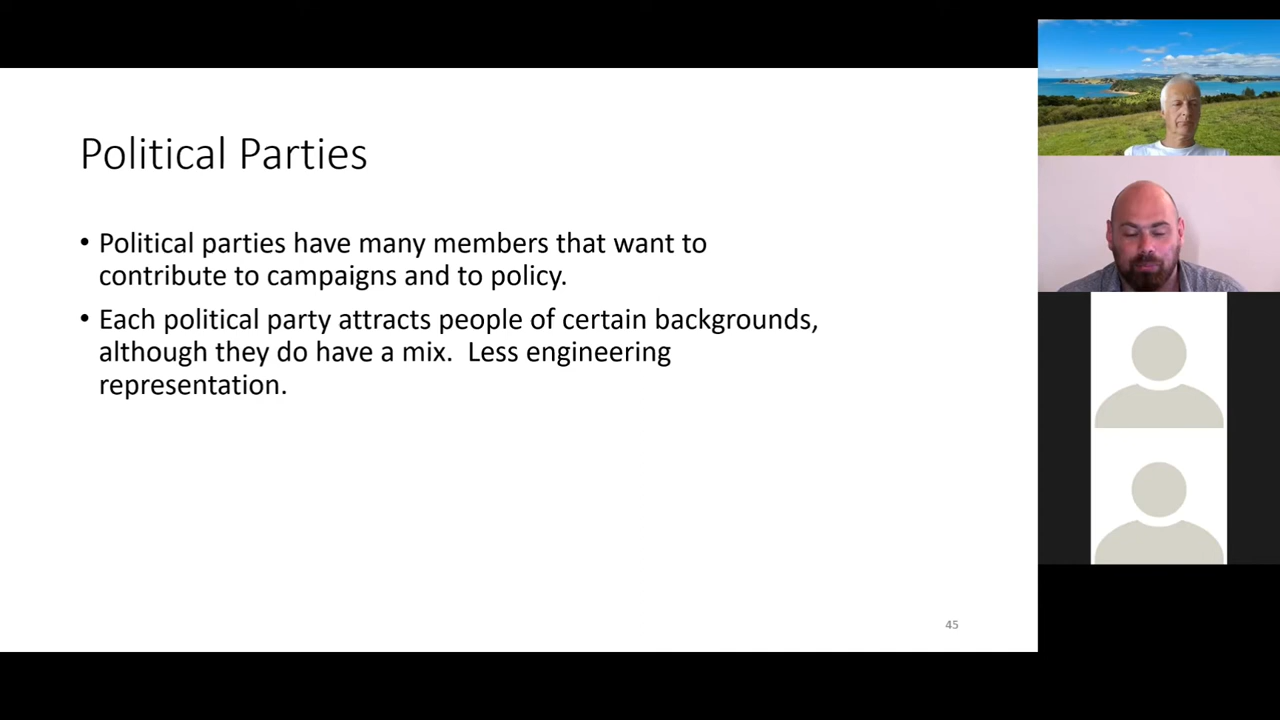 Political Parties
• Political parties have many members that want to
contribute to campaigns and to policy.
• Each political party attracts people of certain backgrounds,
although they do have a mix.  Less engineering
representation.
45